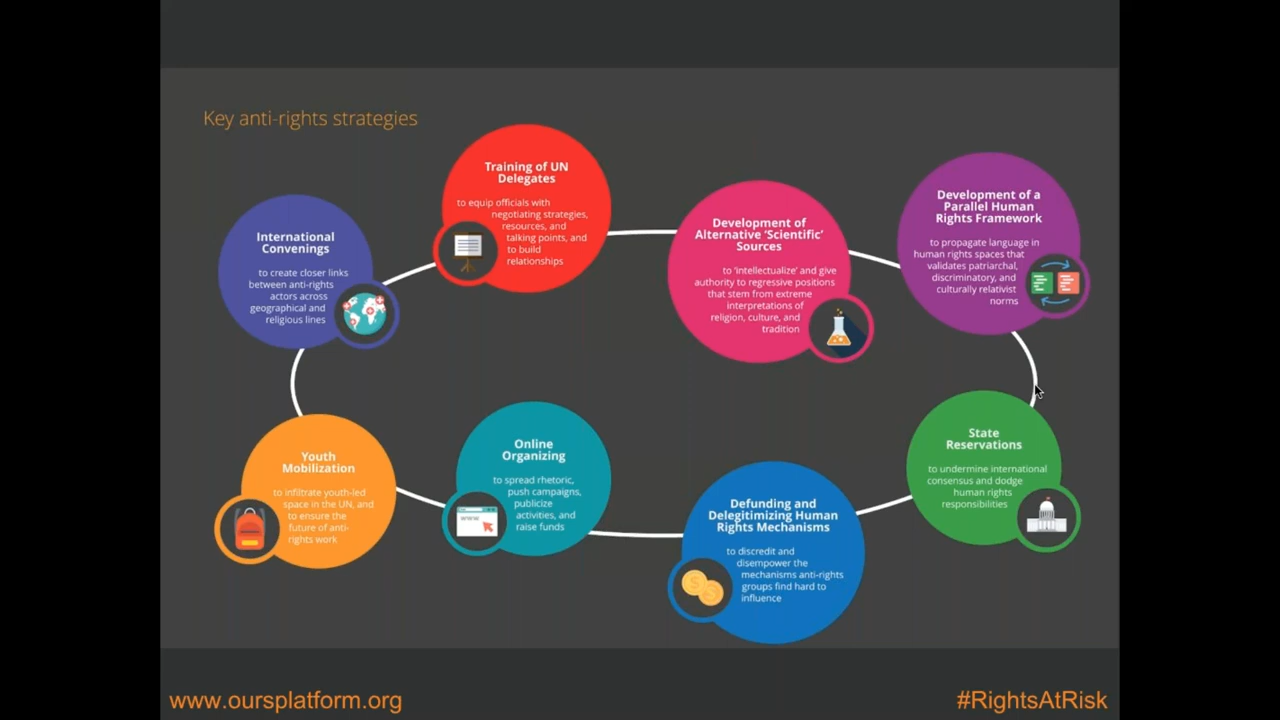 Key anti-rights strategies
International
Convenings
to create closer links
between anti-rights
actors across
geographical and
religious lines
Training of UN
Delegates
to equip officials with
negotiating strategies,
resources, and
talking points, and
to build
relationships
Development of
Alternative ‘Scientific’
Sources
to ‘intellectualize’ and give
authority to regressive positions
that stem from extreme
interpretations of
religion, culture, and
tradition
Development of a
Parallel Human
Rights Framework
to propagate language in
human rights spaces that
validates patriarchal,
discriminatory, and
culturally relativist
norms
State
Reservations
to undermine international
consensus and dodge
human rights
responsibilities
Defunding and
Delegitimizing Human
Rights Mechanisms
to discredit and
disempower the
mechanisms anti-rights
groups find hard to
influence
Online
Organizing
to spread rhetoric,
push campaigns,
publicize
activities, and
raise funds
www
Youth
Mobilization
to infiltrate youth-led
space in the UN, and
to ensure the
future of anti-
rights work
www.oursplatform.org
#RightsAtRisk